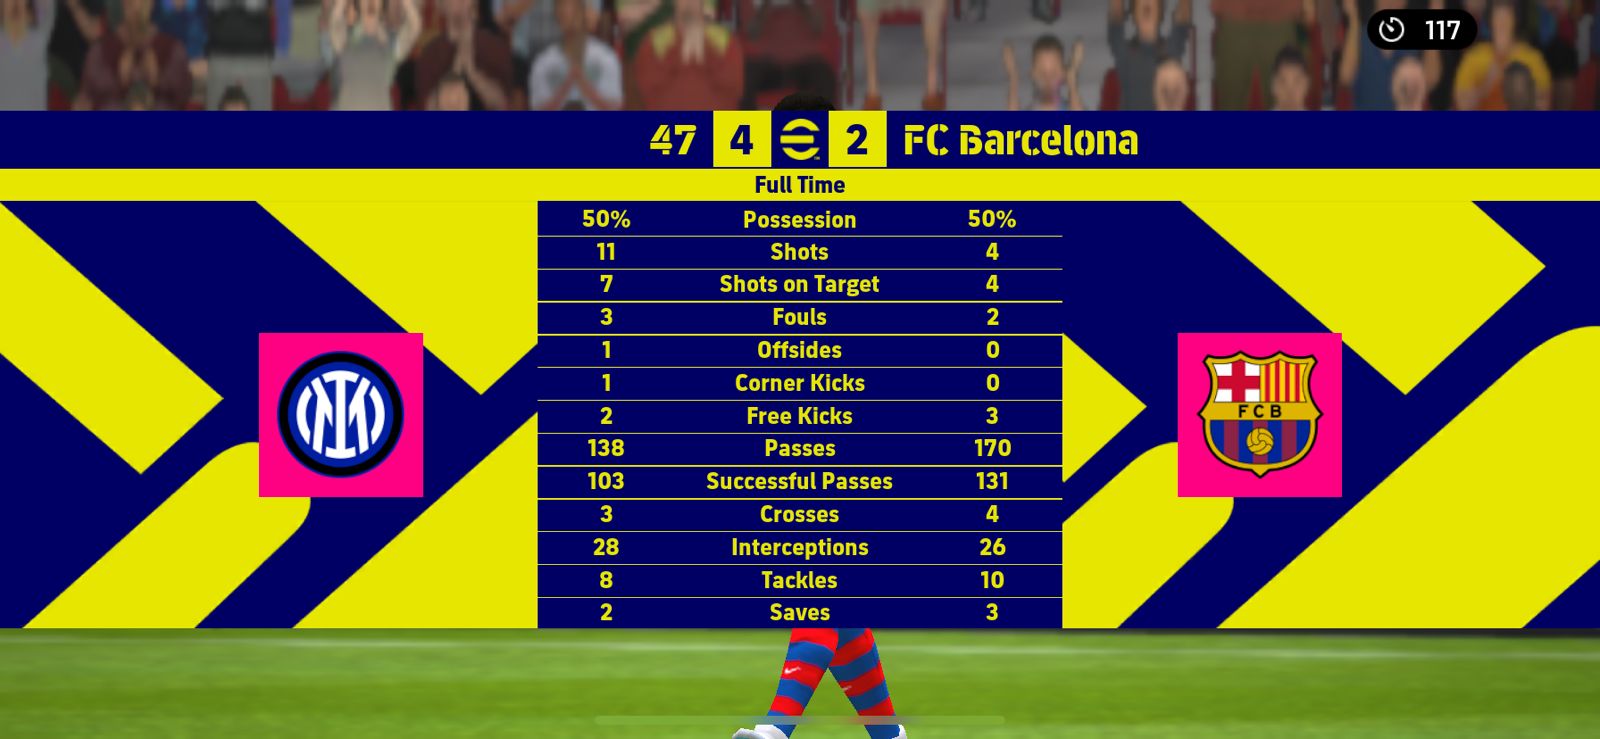 117
47 4 2 FC Barcelona
Full Time
50% Possession 50%
11 Shots 4
7 Shots on Target 4
3 Fouls 2
1 Offsides 0
1 Corner Kicks 0
2 Free Kicks 3
138 Passes 170
103 Successful Passes 131
3 Crosses 4
28 Interceptions 26
8 Tackles 10
2 Saves 3
FCB